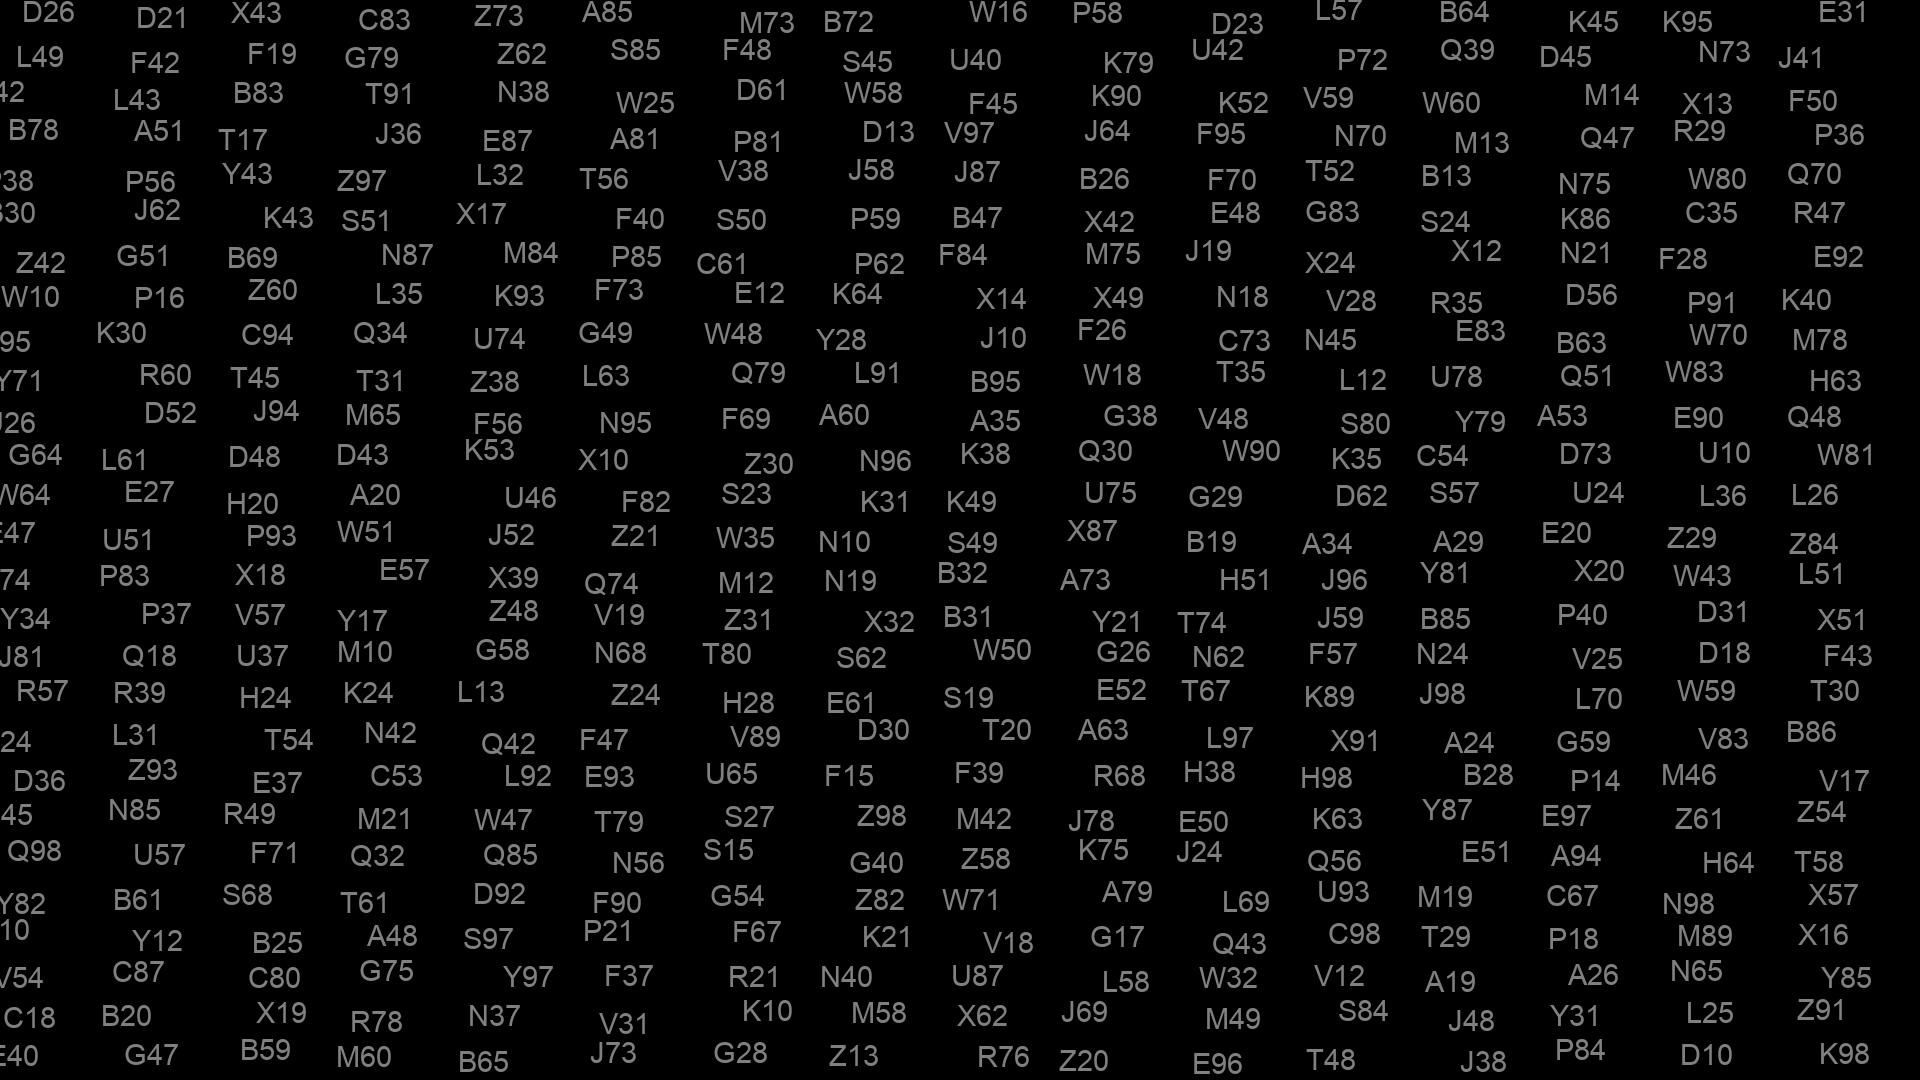 D26 D21 X43 C83 Z73 A85 M73 B72 W16 P58 D23 L57 B64 K45 K95 E31
L49 F42 F19 G79 Z62 S85 F48 S45 U40 K79 U42 P72 Q39 D45 N73 J41
42 L43 B83 T91 N38 W25 D61 W58 F45 K90 K52 V59 W60 M14 X13 F50
B78 A51 T17 J36 E87 A81 P81 D13 V97 J64 F95 N70 M13 Q47 R29 P36
38 P56 Y43 Z97 L32 T56 V38 J58 J87 B26 F70 T52 B13 N75 W80 Q70
30 J62 K43 S51 X17 F40 S50 P59 B47 X42 E48 G83 S24 K86 C35 R47
Z42 G51 B69 N87 M84 P85 C61 P62 F84 M75 J19 X24 X12 N21 F28 E92
W10 P16 Z60 L35 K93 F73 E12 K64 X14 X49 N18 V28 R35 D56 P91 K40
95 K30 C94 Q34 U74 G49 W48 Y28 J10 F26 C73 N45 E83 B63 W70 M78
Y71 R60 T45 T31 Z38 L63 Q79 L91 B95 W18 T35 L12 U78 Q51 W83 H63
26 D52 J94 M65 F56 N95 F69 A60 A35 G38 V48 S80 Y79 A53 E90 Q48
G64 L61 D48 D43 K53 X10 Z30 N96 K38 Q30 W90 K35 C54 D73 U10 W81
W64 E27 H20 A20 U46 F82 S23 K31 K49 U75 G29 D62 S57 U24 L36 L26
E47 U51 P93 W51 J52 Z21 W35 N10 S49 X87 B19 A34 A29 E20 Z29 Z84
74 P83 X18 E57 X39 Q74 M12 N19 B32 A73 H51 J96 Y81 X20 W43 L51
Y34 P37 V57 Y17 Z48 V19 Z31 X32 B31 Y21 T74 J59 B85 P40 D31 X51
J81 Q18 U37 M10 G58 N68 T80 S62 W50 G26 N62 F57 N24 V25 D18 F43
R57 R39 H24 K24 L13 Z24 H28 E61 S19 E52 T67 K89 J98 L70 W59 T30
24 L31 T54 N42 Q42 F47 V89 D30 T20 A63 L97 X91 A24 G59 V83 B86
D36 Z93 E37 C53 L92 E93 U65 F15 F39 R68 H38 H98 B28 P14 M46 V17
45 N85 R49 M21 W47 T79 S27 Z98 M42 J78 E50 K63 Y87 E97 Z61 Z54
Q98 U57 F71 Q32 Q85 N56 S15 G40 Z58 K75 J24 Q56 E51 A94 H64 T58
Y82 B61 S68 T61 D92 F90 G54 Z82 W71 A79 L69 U93 M19 C67 N98 X57
10 Y12 B25 A48 S97 P21 F67 K21 V18 G17 Q43 C98 T29 P18 M89 X16
V54 C87 C80 G75 Y97 F37 R21 N40 U87 L58 W32 V12 A19 A26 N65 Y85
C18 B20 X19 R78 N37 V31 K10 M58 X62 J69 M49 S84 J48 Y31 L25 Z91
E40 G47 B59 M60 B65 J73 G28 Z13 R76 Z20 E96 T48 J38 P84 D10 K98